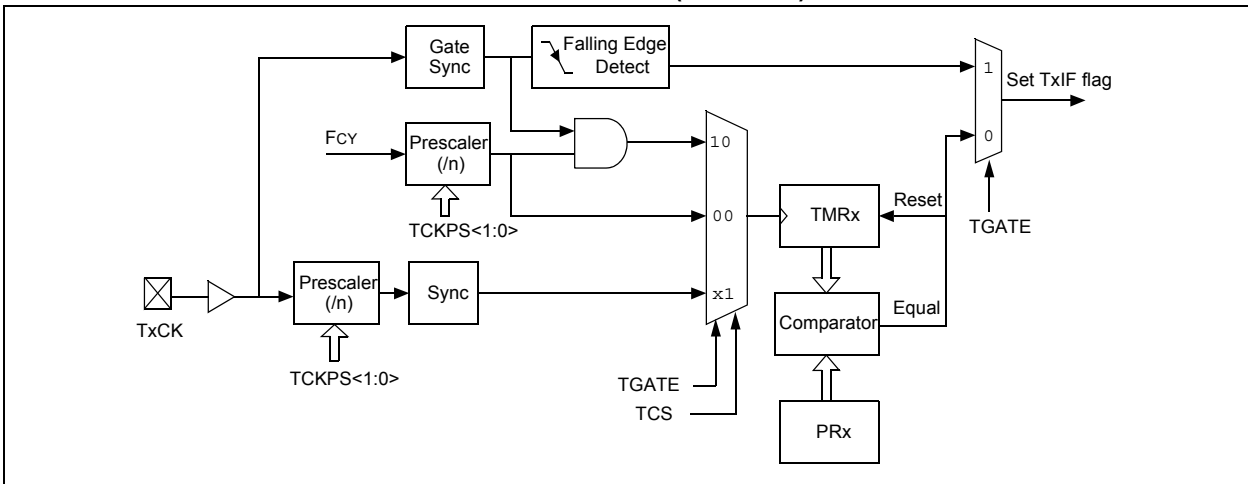 Gate
Sync
Falling Edge
Detect
1
Set TxIF flag
0
FCY
Prescaler
(/n)
10
TCKPS<1:0>
00
TMRx
Reset
TGATE
TxCK
Prescaler
(/n)
Sync
x1
Comparator
Equal
TCKPS<1:0>
TGATE
TCS
PRx